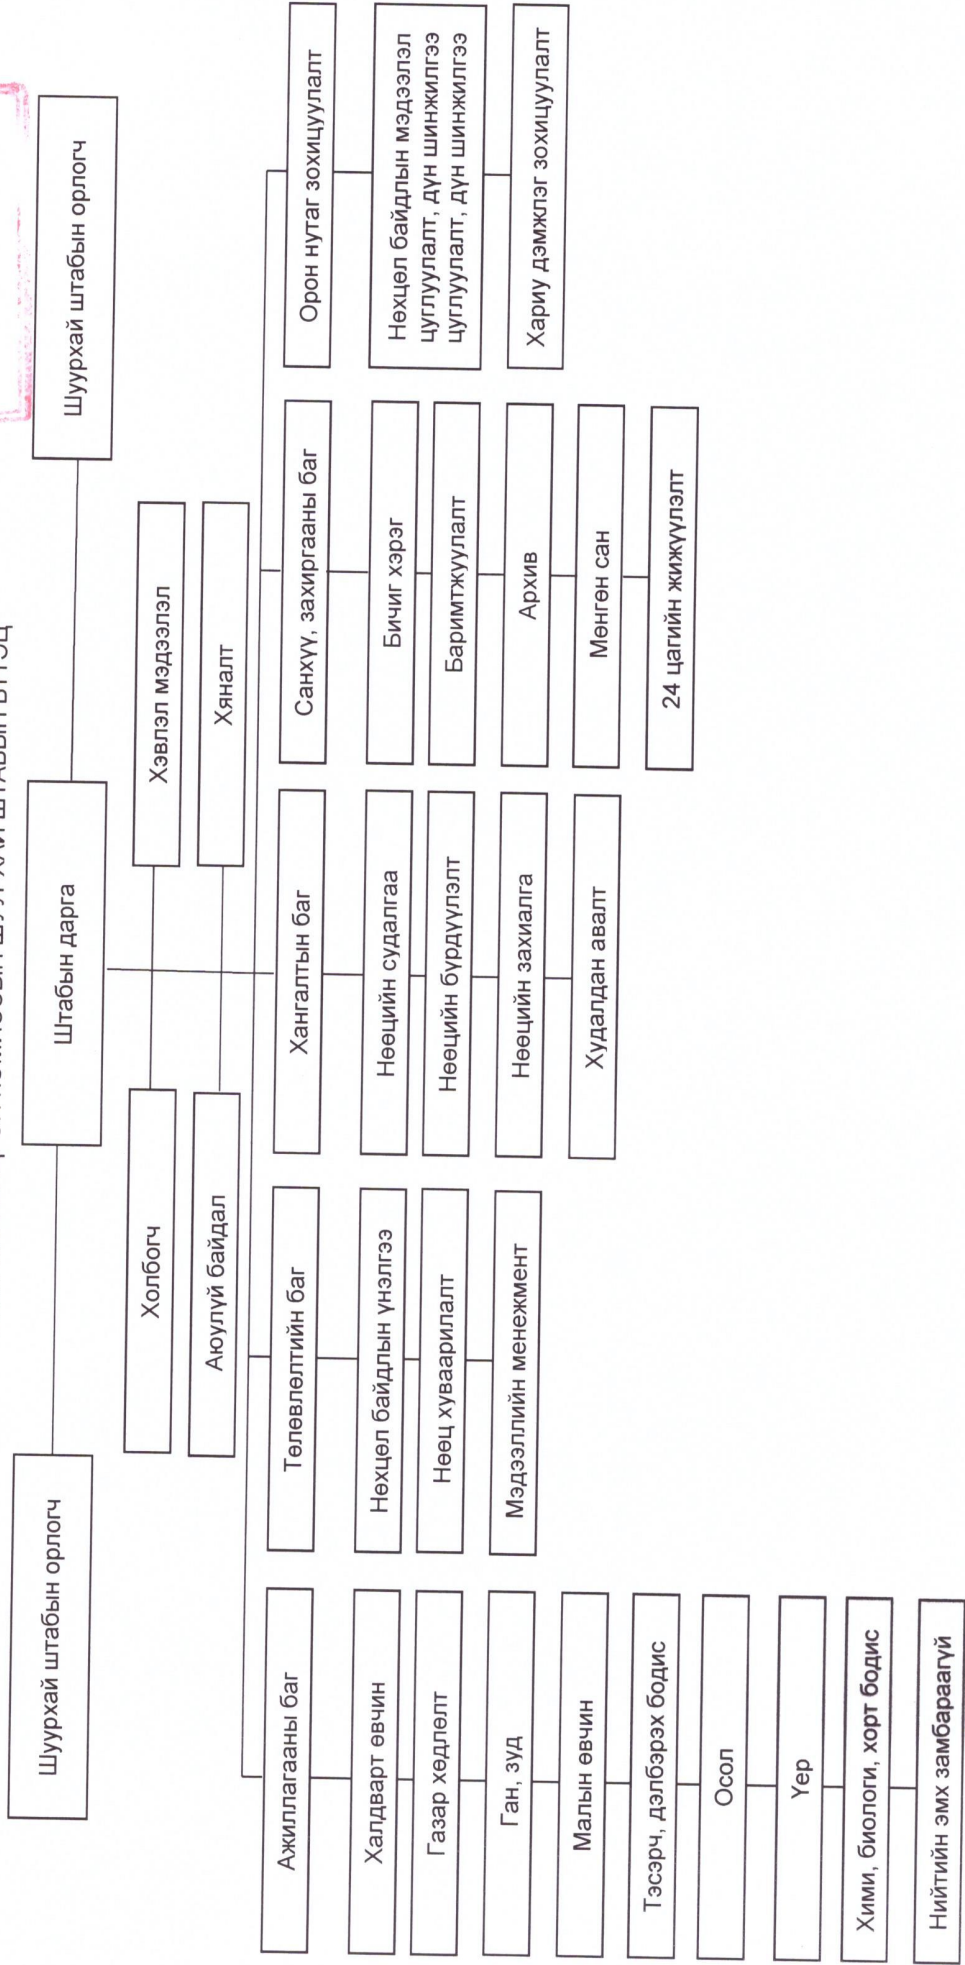 Шуурхай штабын орлогч
Штабын дарга
Шуурхай штабын орлогч
Холбогч
Хэвлэл мэдээлэл
Аюулүй байдал
Хяналт
Ажиллагааны баг
Халдварт өвчин
Газар хөдлөлт
Ган, зуд
Малын өвчин
Тэсэрч, дэлбэрэх бодис
Осол
Үер
Хими, биологи, хорт бодис
Нийтийн эмх замбараагүй
Төлөвлөлтийн баг
Нөхцөл байдлын үнэлгээ
Нөөц хуваарилалт
Мэдээллийн менежмент
Хангалтын баг
Нөөцийн судалгаа
Нөөцийн бүрдүүлэлт
Нөөцийн захиалга
Худалдан авалт
Санхүү, захиргааны баг
Бичиг хэрэг
Баримтжуулалт
Архив
Мөнгөн сан
24 цагийн жижүүлэлт
Орон нутаг зохицуулалт
Нөхцөл байдлын мэдээлэл
цуглуулалт, дүн шинжилгээ
цуглуулалт, дүн шинжилгээ
Хариу дэмжлэг зохицуулалт